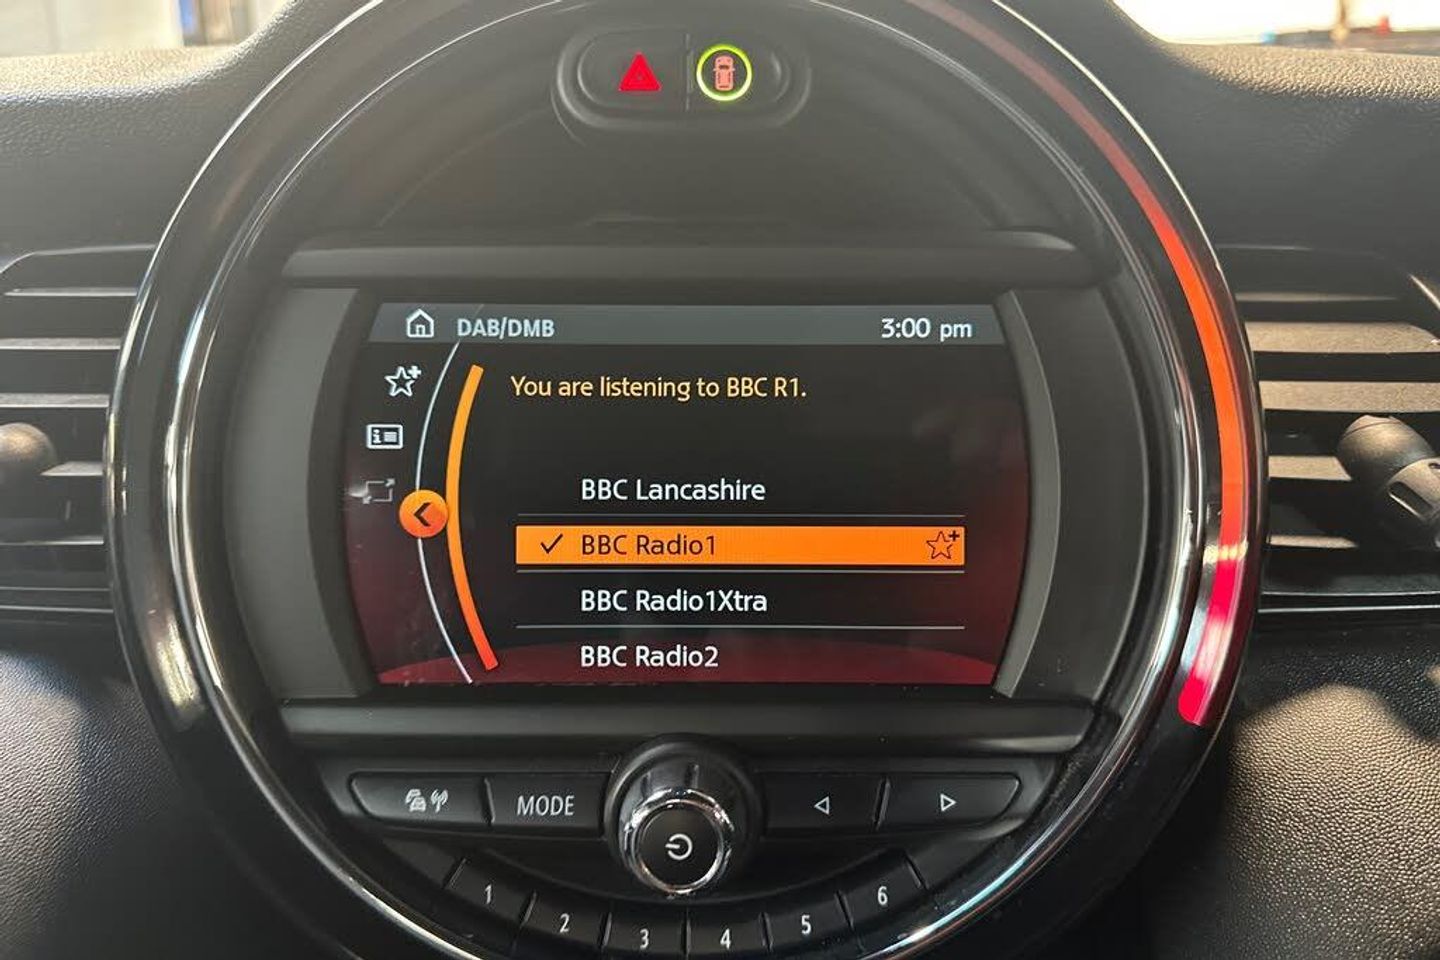 DAB/DMB
3:00 pm
You are listening to BBC R1.
BBC Lancashire
BBC Radio1
BBC Radio1Xtra
BBC Radio2
MODE
1
2
3
4
5
6